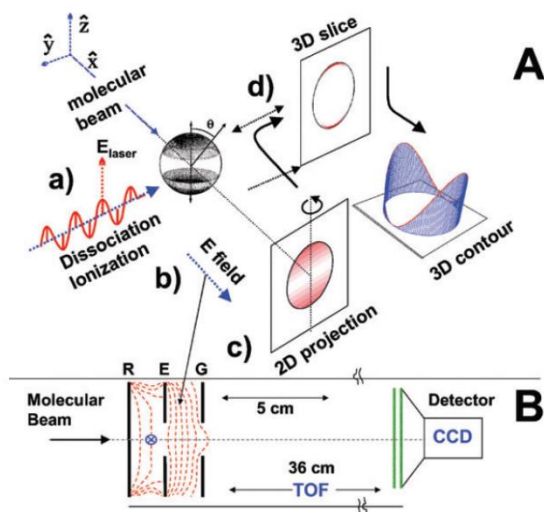 ẑ
ŷ
x̂
molecular
beam
θ
d)
3D slice
A
E laser
a)
Dissociation
Ionization
b)
E field
c)
2D projection
3D contour
R E G
Molecular
Beam
5 cm
Detector
B
CCD
36 cm
TOF